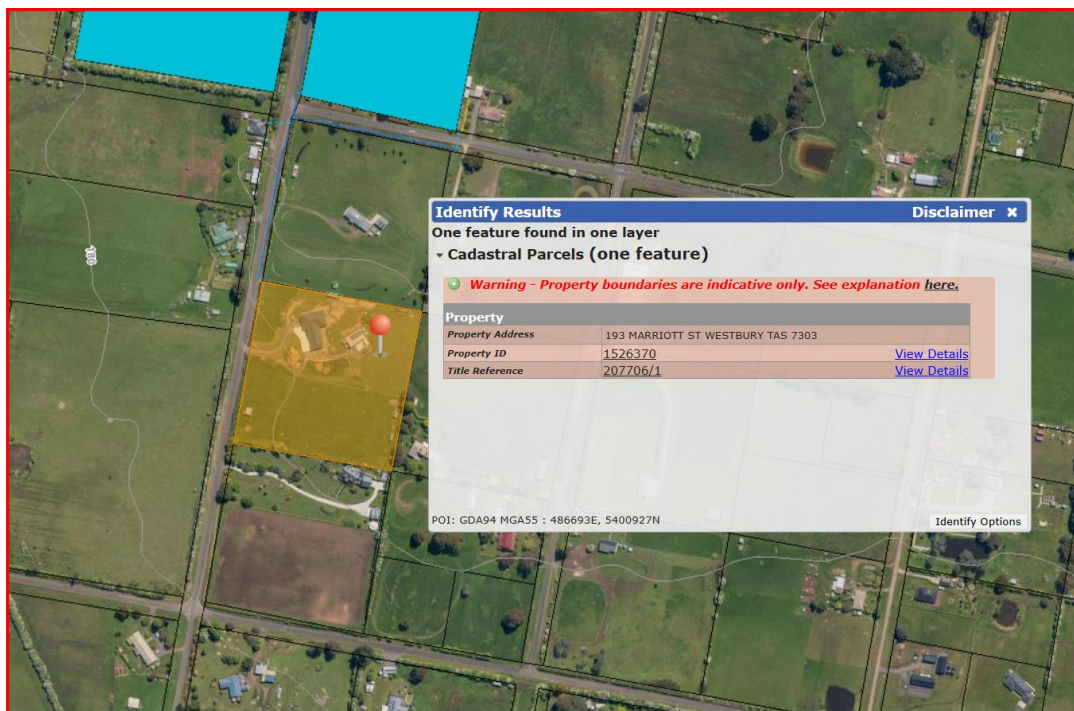 Identify Results Disclaimer ×
One feature found in one layer
Cadastral Parcels (one feature)
Warning - Property boundaries are indicative only. See explanation here.
Property
Property Address 193 MARRIOTT ST WESTBURY TAS 7303
Property ID 1526370 View Details
Title Reference 207706/1 View Details
180
POI: GDA94 MGA55 : 486693E, 5400927N Identify Options